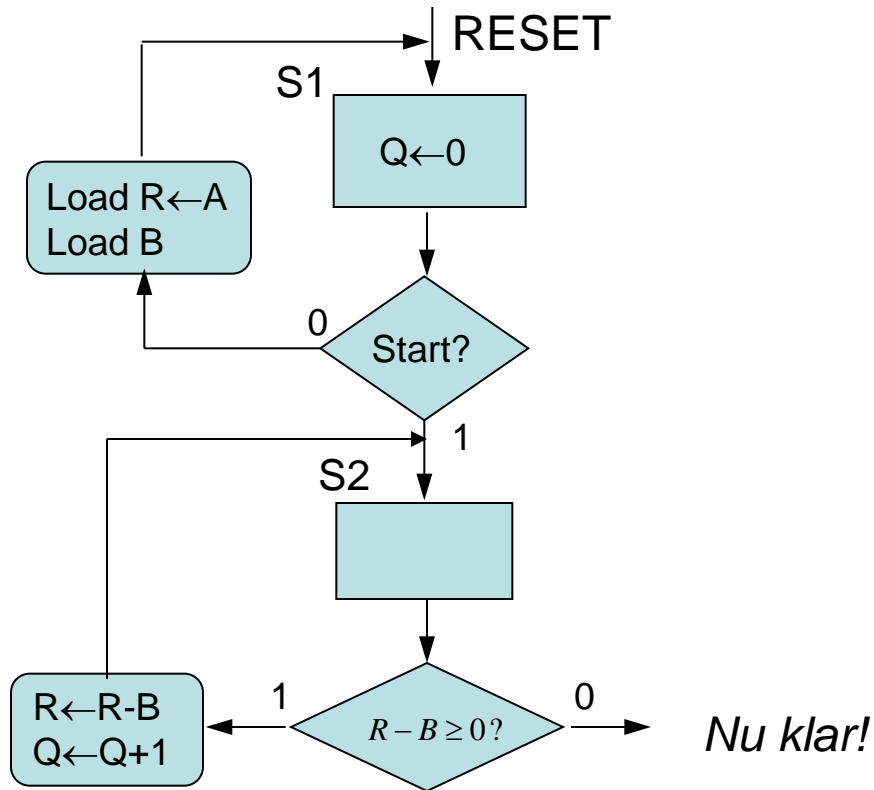 RESET
S1
Q←0
Load R←A
Load B
0
Start?
1
S2
R←R-B
Q←Q+1
1
R – B ≥ 0?
0
Nu klar!